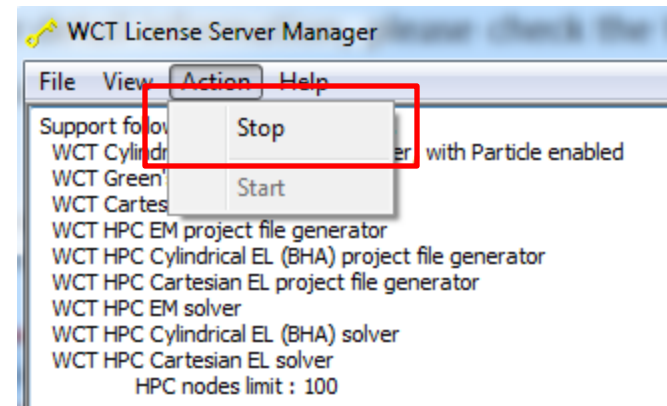 WCT License Server Manager
File View Action Help
Support follow
Stop
WCT Cylindr er with Particle enabled
WCT Green'
Start
WCT Cartes
WCT HPC EM project file generator
WCT HPC Cylindrical EL (BHA) project file generator
WCT HPC Cartesian EL project file generator
WCT HPC EM solver
WCT HPC Cylindrical EL (BHA) solver
WCT HPC Cartesian EL solver
HPC nodes limit : 100